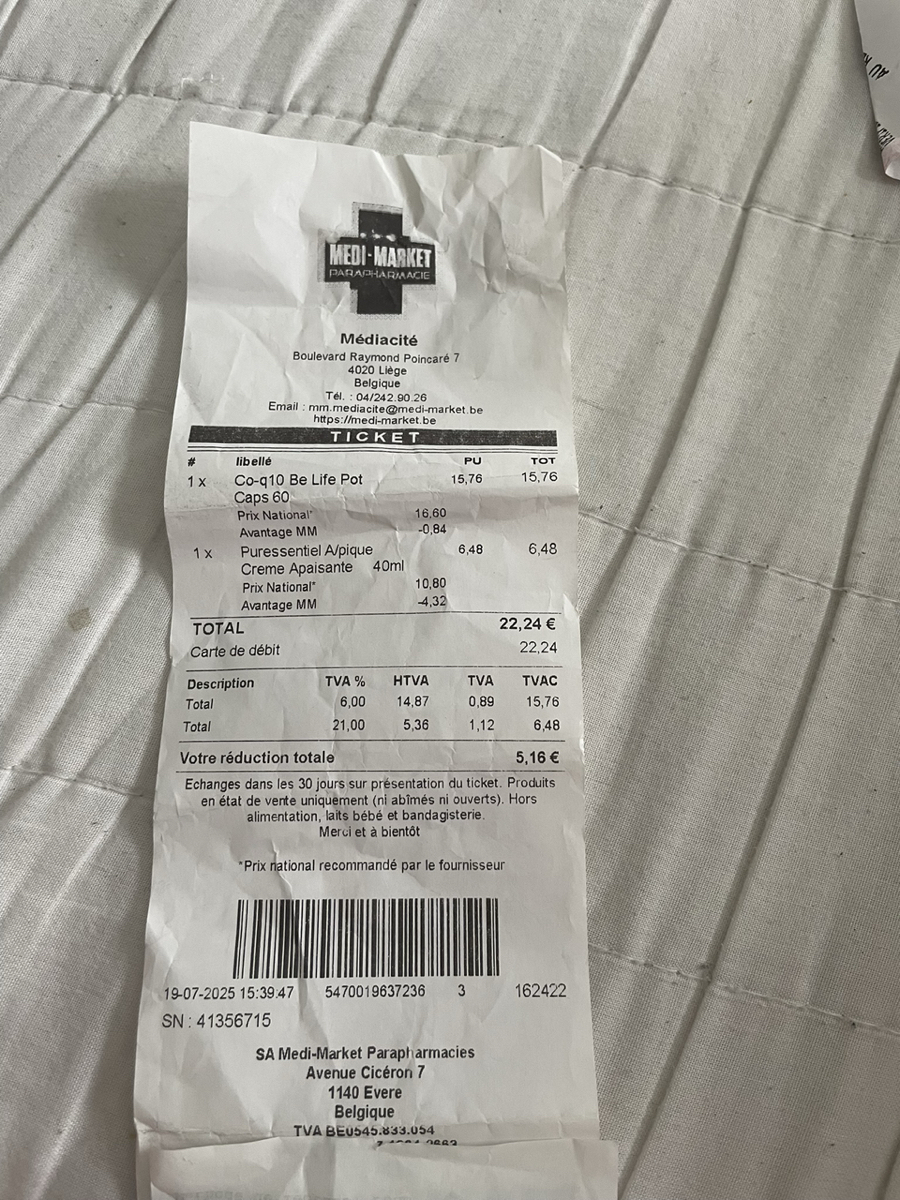 MEDI-MARKET
PARAPHARMACIE
Médiacité
Boulevard Raymond Poincaré 7
4020 Liège
Belgique
Tél. : 04/242.90.26
Email : mm.mediacite@medi-market.be
https://medi-market.be
TICKET
# libellé PU TOT
1 x Co-q10 Be Life Pot 15,76 15,76
Caps 60
Prix National* 16,60
Avantage MM -0,84
1 x Puressentiel A/pique 6,48 6,48
Creme Apaisante 40ml
Prix National* 10,80
Avantage MM -4,32
TOTAL 22,24 €
Carte de débit 22,24
Description TVA % HTVA TVA TVAC
Total 6,00 14,87 0,89 15,76
Total 21,00 5,36 1,12 6,48
Votre réduction totale 5,16 €
Echanges dans les 30 jours sur présentation du ticket. Produits
en état de vente uniquement (ni abîmés ni ouverts). Hors
alimentation, laits bébé et bandagisterie.
Merci et à bientôt
*Prix national recommandé par le fournisseur
19-07-2025 15:39:47 5470019637236 3 162422
SN : 41356715
SA Medi-Market Parapharmacies
Avenue Cicéron 7
1140 Evere
Belgique
TVA BE0545.833.054